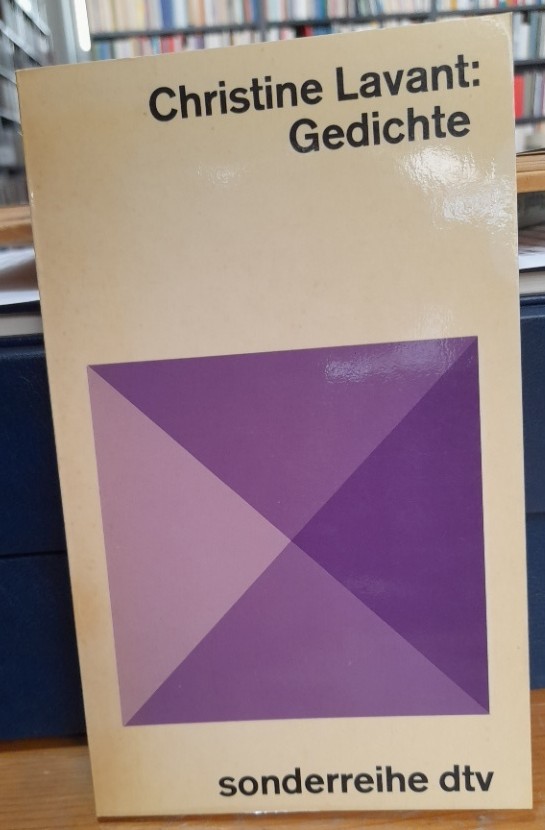 Christine Lavant:
Gedichte
sonderreihe dtv